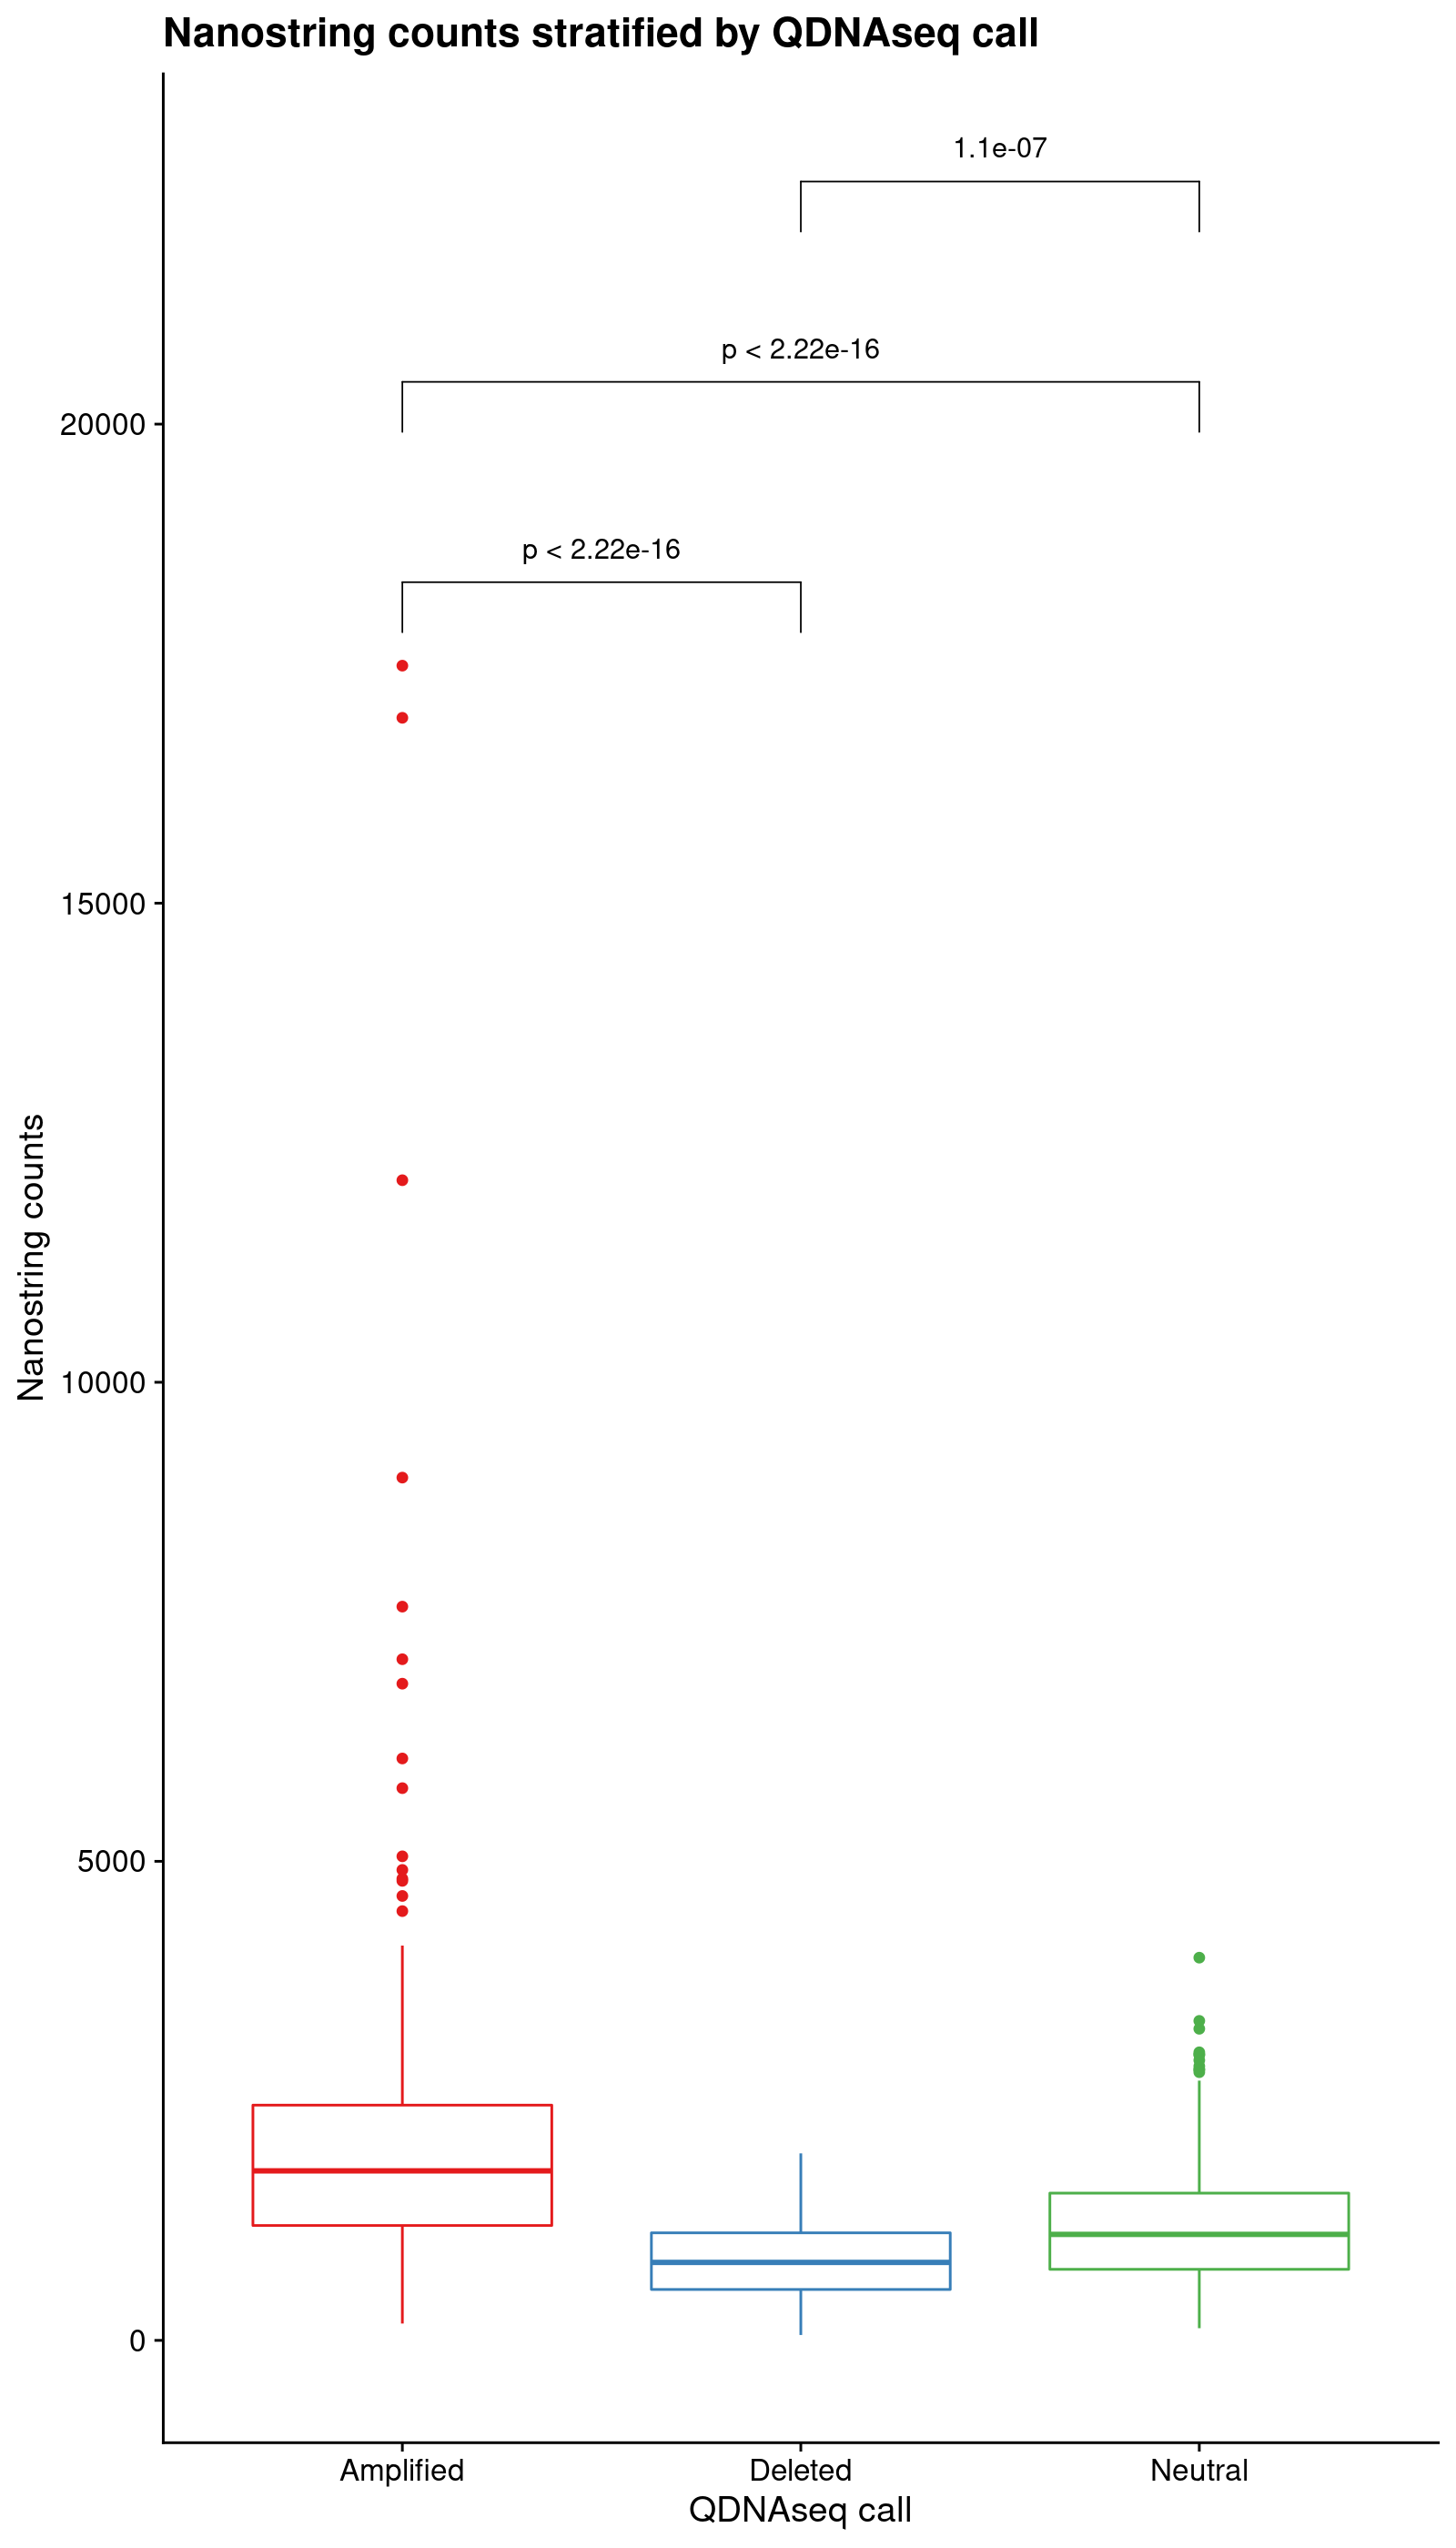 Nanostring counts stratified by QDNAseq call
1.1e-07
p < 2.22e-16
20000
p < 2.22e-16
15000
Nanostring counts
10000
5000
0
Amplified Deleted Neutral
QDNAseq call